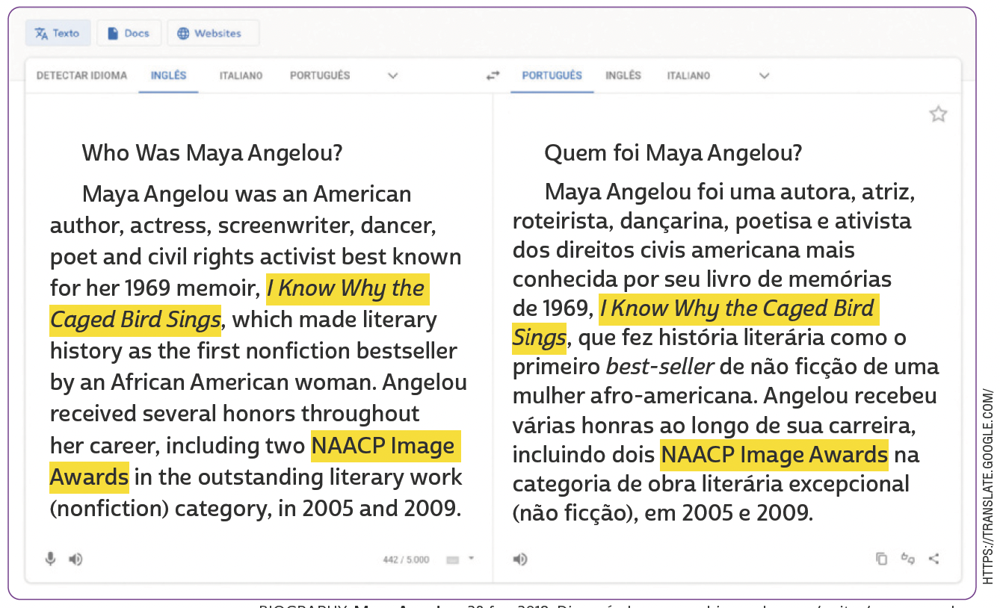 Texto Docs Websites
DETECTAR IDIOMA INGLÊS ITALIANO PORTUGUÊS
PORTUGUÊS INGLÊS ITALIANO
Who Was Maya Angelou?
Maya Angelou was an American
author, actress, screenwriter, dancer,
poet and civil rights activist best known
for her 1969 memoir, I Know Why the
Caged Bird Sings, which made literary
history as the first nonfiction bestseller
by an African American woman. Angelou
received several honors throughout
her career, including two NAACP Image
Awards in the outstanding literary work
(nonfiction) category, in 2005 and 2009.
442 / 5.000
Quem foi Maya Angelou?
Maya Angelou foi uma autora, atriz,
roteirista, dançarina, poetisa e ativista
dos direitos civis americana mais
conhecida por seu livro de memórias
de 1969, I Know Why the Caged Bird
Sings, que fez história literária como o
primeiro best-seller de não ficção de uma
mulher afro-americana. Angelou recebeu
várias honras ao longo de sua carreira,
incluindo dois NAACP Image Awards na
categoria de obra literária excepcional
(não ficção), em 2005 e 2009.
HTTPS://TRANSLATE.GOOGLE.COM/